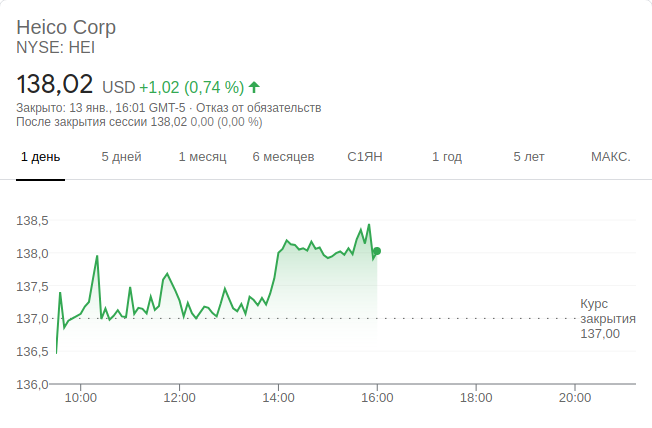 Heico Corp
NYSE: HEI
138,02 USD +1,02 (0,74 %)
Закрыто: 13 янв., 16:01 GMT-5 · Отказ от обязательств
После закрытия сессии 138,02 0,00 (0,00 %)
1 день 5 дней 1 месяц 6 месяцев С1ЯН 1 год 5 лет МАКС.
138,5
138,0
137,5
137,0
136,5
136,0
Курс
закрытия
137,00
10:00 12:00 14:00 16:00 18:00 20:00